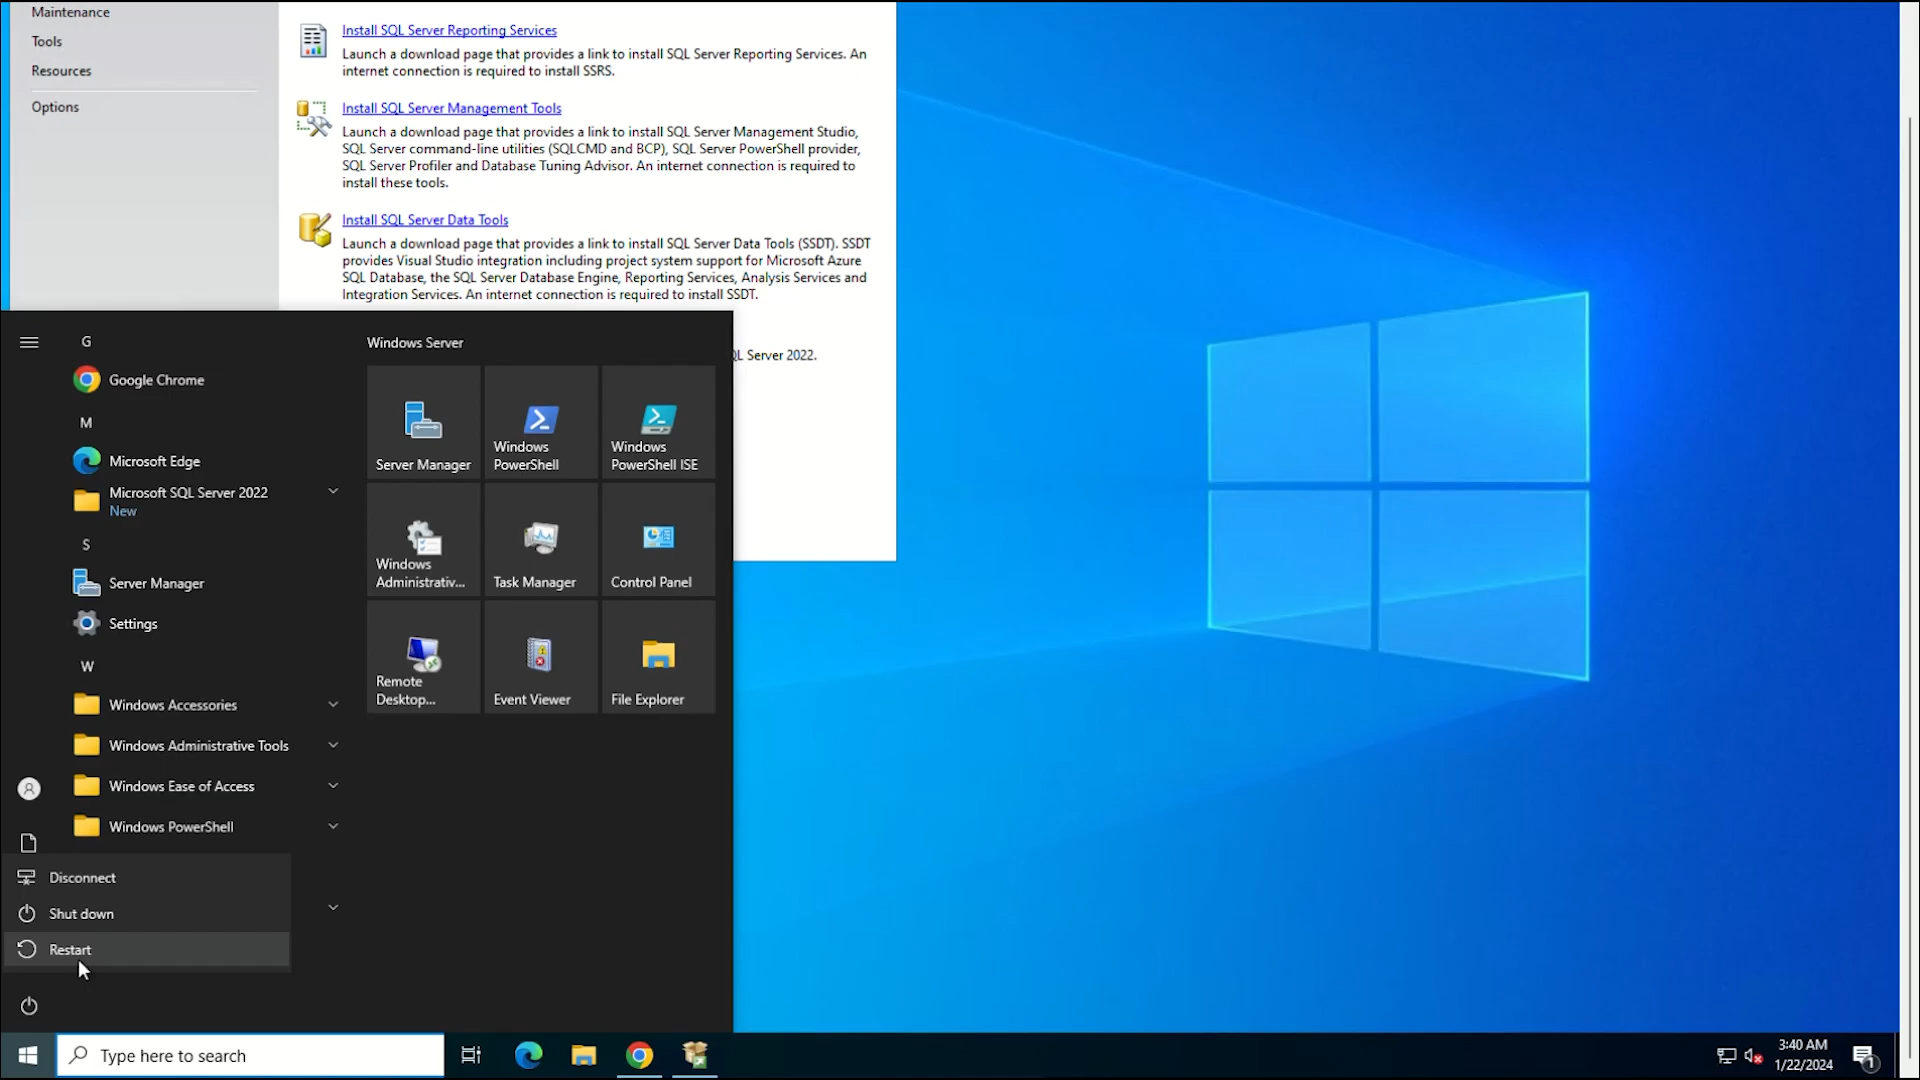 Maintenance
Tools
Resources
Options
Install SQL Server Reporting Services
Launch a download page that provides a link to install SQL Server Reporting Services. An
internet connection is required to install SSRS.
Install SQL Server Management Tools
Launch a download page that provides a link to install SQL Server Management Studio,
SQL Server command-line utilities (SQLCMD and BCP), SQL Server PowerShell provider,
SQL Server Profiler and Database Tuning Advisor. An internet connection is required to
install these tools.
Install SQL Server Data Tools
Launch a download page that provides a link to install SQL Server Data Tools (SSDT). SSDT
provides Visual Studio integration including project system support for Microsoft Azure
SQL Database, the SQL Server Database Engine, Reporting Services, Analysis Services and
Integration Services. An internet connection is required to install SSDT.
QL Server 2022.
G
Google Chrome
M
Microsoft Edge
Microsoft SQL Server 2022
New
S
Server Manager
Settings
W
Windows Accessories
Windows Administrative Tools
Windows Ease of Access
Windows PowerShell
Disconnect
Shut down
Restart
Windows Server
Server Manager
Windows
PowerShell
Windows
PowerShell ISE
Windows
Administrativ...
Task Manager
Control Panel
Remote
Desktop...
Event Viewer
File Explorer
Type here to search
3:40 AM
1/22/2024
1